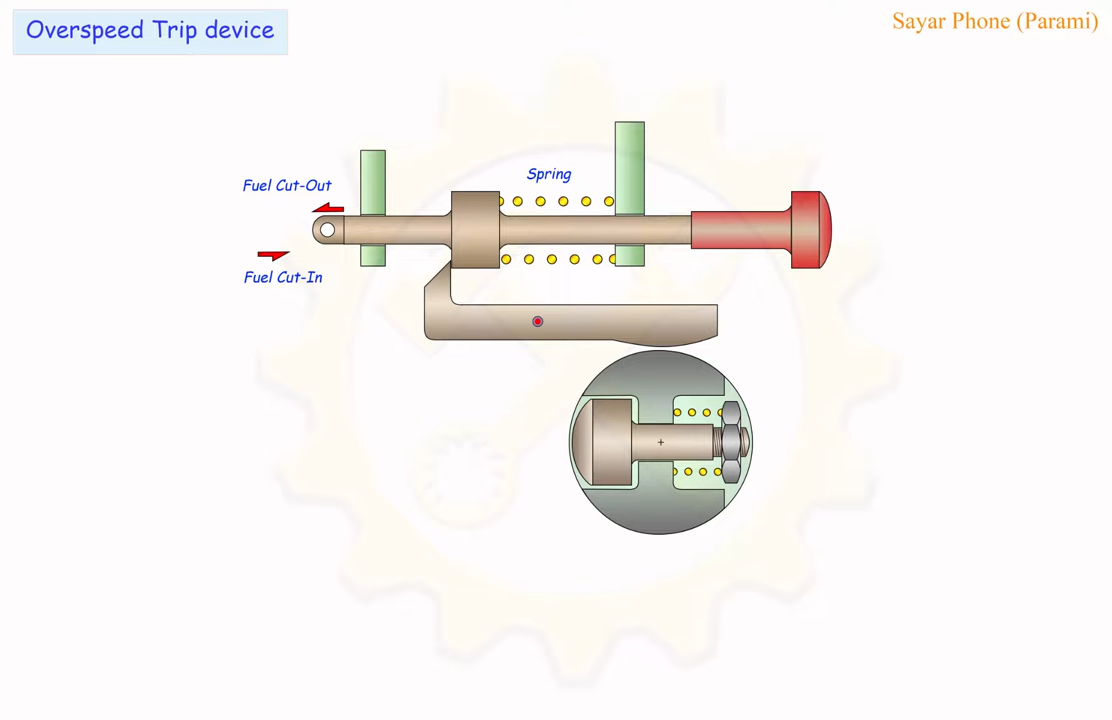 Overspeed Trip device
Sayar Phone (Parami)
Spring
Fuel Cut-Out
Fuel Cut-In